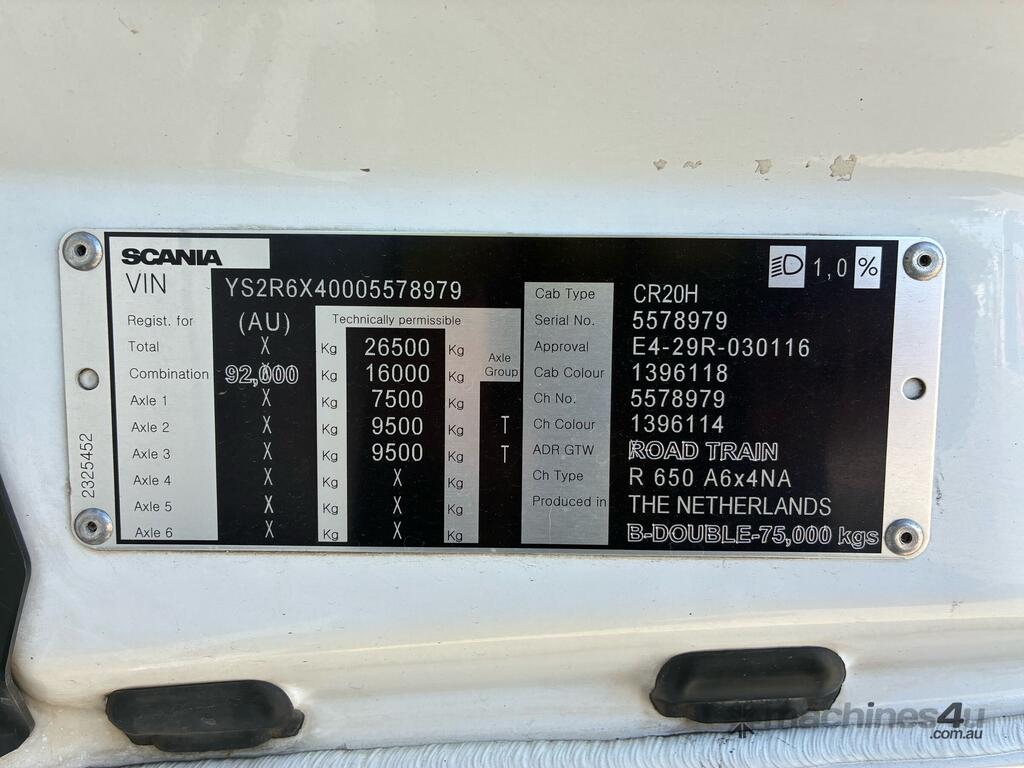 SCANIA
VIN YS2R6X40005578979
1,0 %
Regist. for (AU) Technically permissible
Total X Kg 26500 Kg Axle Group
Combination 92,000 Kg 16000 Kg
Axle 1 X Kg 7500 Kg
Axle 2 X Kg 9500 Kg T
Axle 3 X Kg 9500 Kg T
Axle 4 X Kg X Kg
Axle 5 X Kg X Kg
Axle 6 X Kg X Kg
Cab Type CR20H
Serial No. 5578979
Approval E4-29R-030116
Cab Colour 1396118
Ch No. 5578979
Ch Colour 1396114
ADR GTW ROAD TRAIN
Ch Type R 650 A6x4NA
Produced in THE NETHERLANDS
B-DOUBLE-75,000 kgs
2325452
machines4u
.com.au